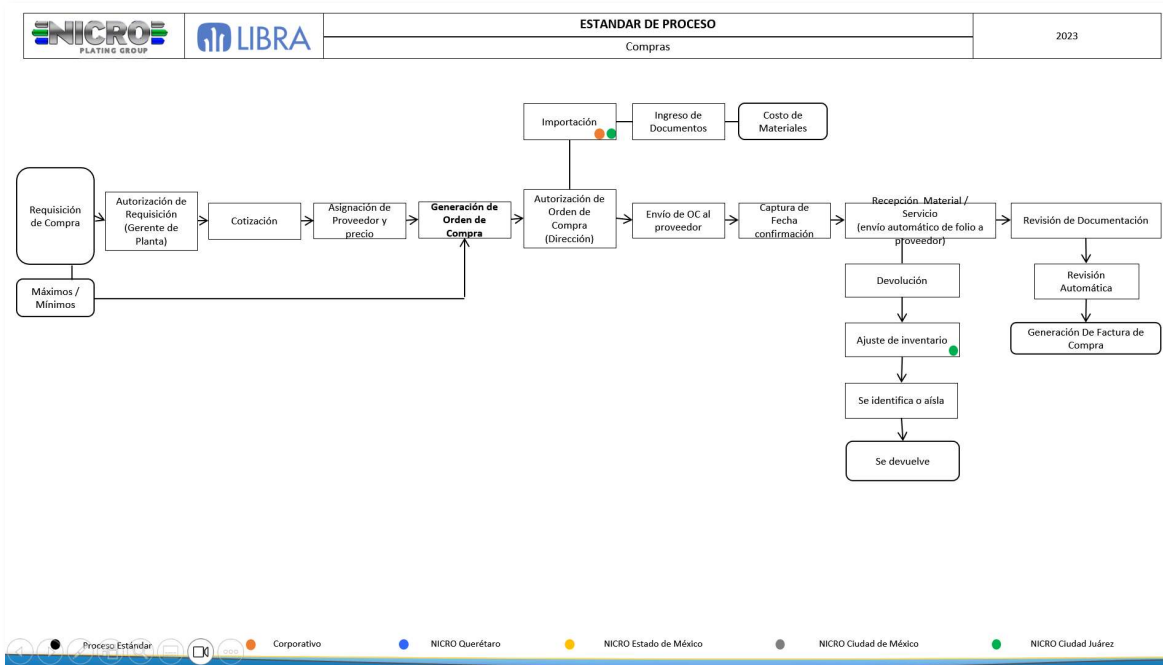 NICRO
PLATING GROUP
LIBRA
ESTANDAR DE PROCESO
Compras
2023
Importación
Ingreso de
Documentos
Costo de
Materiales
Requisición
de Compra
Autorización de
Requisición
(Gerente de
Planta)
Cotización
Asignación de
Proveedor y
precio
Generación de
Orden de
Compra
Autorización de
Orden de
Compra
(Dirección)
Envío de OC al
proveedor
Captura de
Fecha
confirmación
Recepción Material /
Servicio
(envío automático de folio a
proveedor)
Revisión de Documentación
Máximos /
Mínimos
Devolución
Revisión
Automática
Ajuste de inventario
Generación De Factura de
Compra
Se identifica o aísla
Se devuelve
Proceso Estándar
Corporativo
NICRO Querétaro
NICRO Estado de México
NICRO Ciudad de México
NICRO Ciudad Juárez